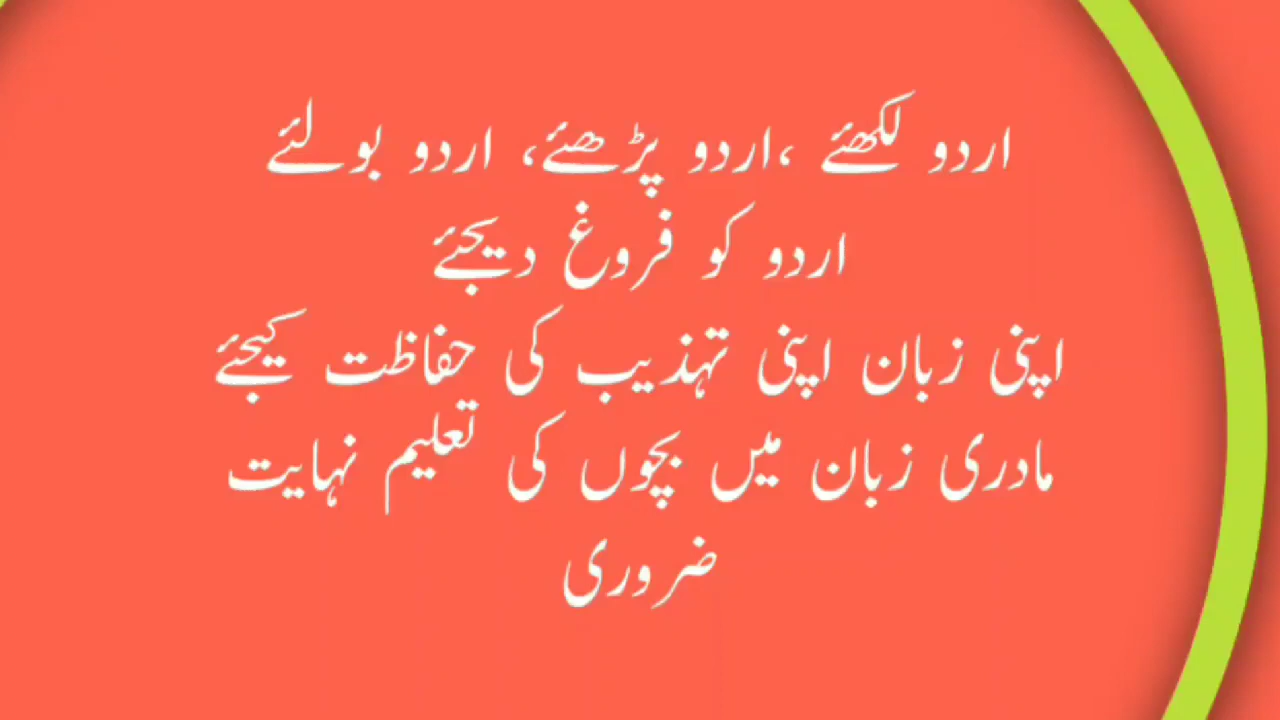 اردو لکھئے ،اردو پڑھئے، اردو بولئے
اردو کو فروغ دیجئے
اپنی زبان اپنی تہذیب کی حفاظت کیجئے
مادری زبان میں بچوں کی تعلیم نہایت
ضروری